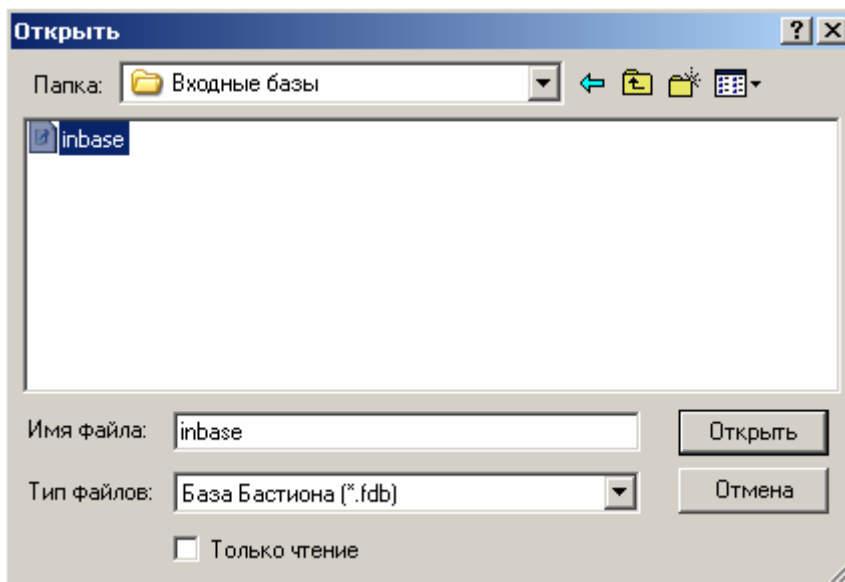 Открыть
Папка: Входные базы
inbase
Имя файла: inbase Открыть
Тип файлов: База Бастиона (*.fdb) Отмена
Только чтение